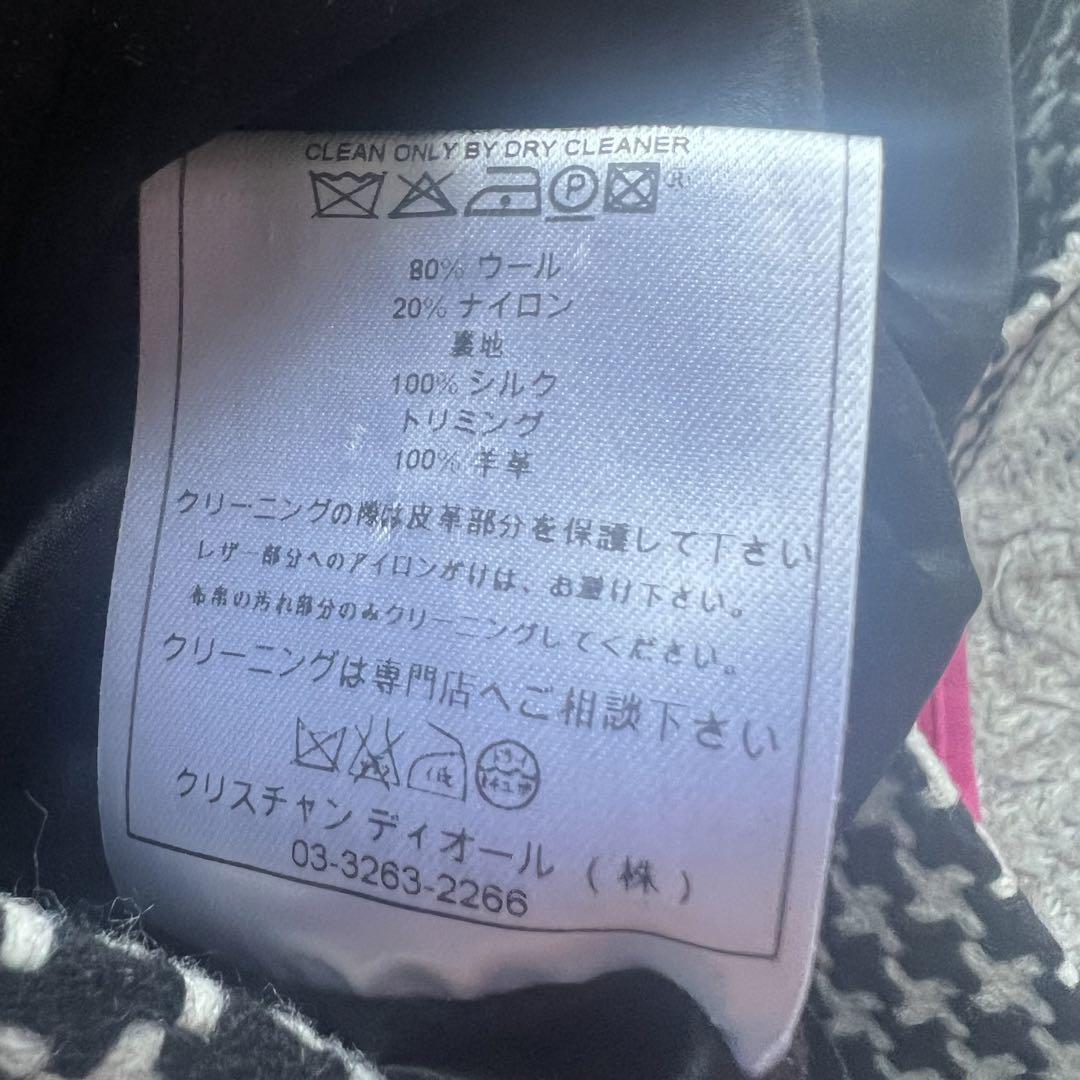 CLEAN ONLY BY DRY CLEANER
P
80% ウール
20% ナイロン
裏地
100% シルク
トリミング
100% 羊革
クリーニングの際は皮革部分を保護して下さい
レザー部分へのアイロンがけは、お避け下さい。
布帛の汚れ部分のみクリーニングしてください。
クリーニングは専門店へご相談下さい
低
ドライ
クリスチャン ディオール (株)
03-3263-2266